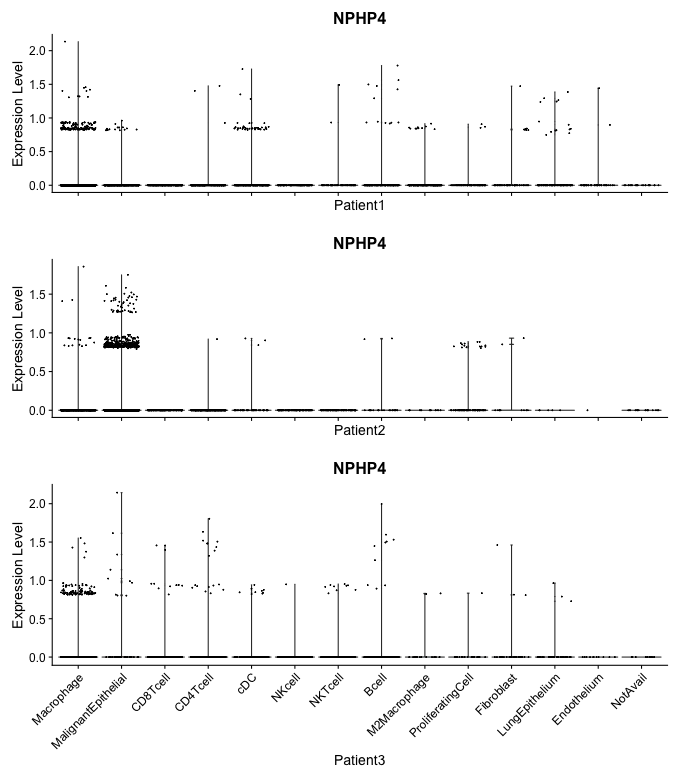 NPHP4
Expression Level
2.0
1.5
1.0
0.5
0.0
Patient1
NPHP4
Expression Level
1.5
1.0
0.5
0.0
Patient2
NPHP4
Expression Level
2.0
1.5
1.0
0.5
0.0
Macrophage
MalignantEpithelial
CD8Tcell
CD4Tcell
cDC
NKcell
NKTcell
Bcell
M2Macrophage
ProliferatingCell
Fibroblast
LungEpithelium
Endothelium
NotAvail
Patient3